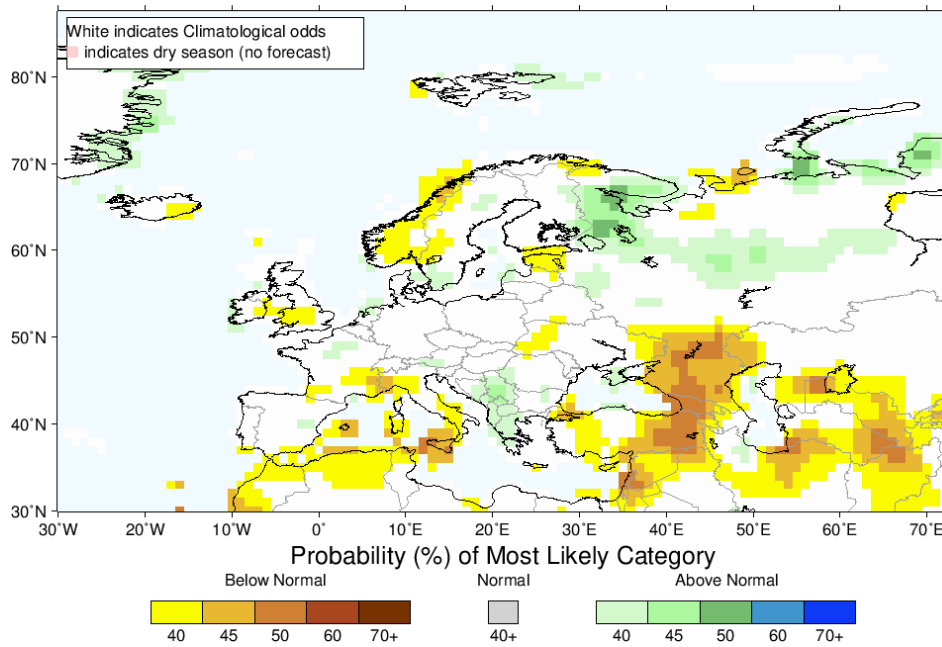 White indicates Climatological odds
indicates dry season (no forecast)
80°N
70°N
60°N
50°N
40°N
30°N
30°W 20°W 10°W 0° 10°E 20°E 30°E 40°E 50°E 60°E 70°E
Probability (%) of Most Likely Category
Below Normal Normal Above Normal
40 45 50 60 70+ 40+ 40 45 50 60 70+